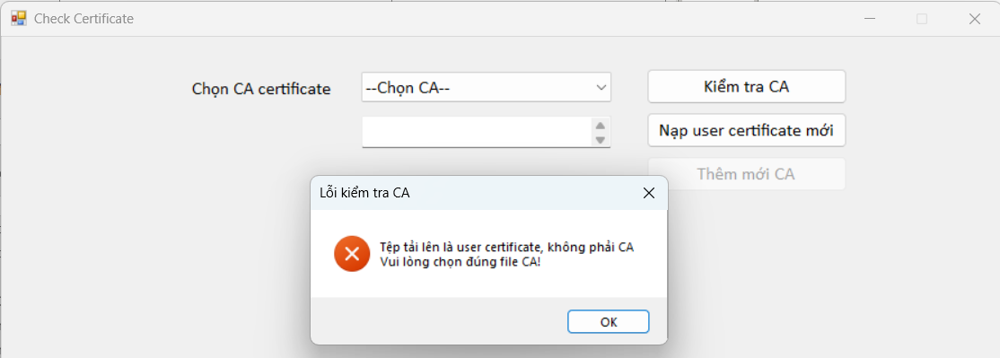 Check Certificate
Chọn CA certificate
--Chọn CA--
Kiểm tra CA
Nạp user certificate mới
Thêm mới CA
Lỗi kiểm tra CA
Tệp tải lên là user certificate, không phải CA
Vui lòng chọn đúng file CA!
OK